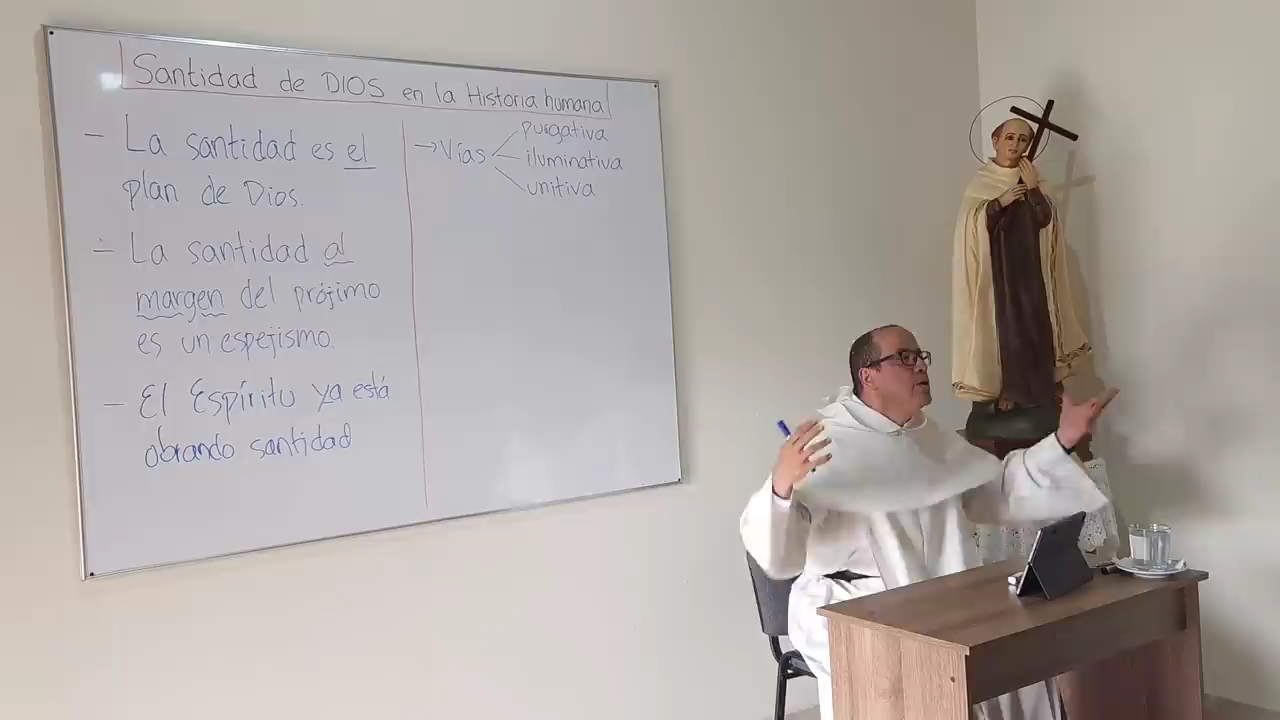 Santidad de DIOS en la Historia humana
- La santidad es el
plan de Dios.
- La santidad al
margen del prójimo
es un espejismo.
- El Espíritu ya está
obrando santidad
→ Vías
purgativa
iluminativa
unitiva